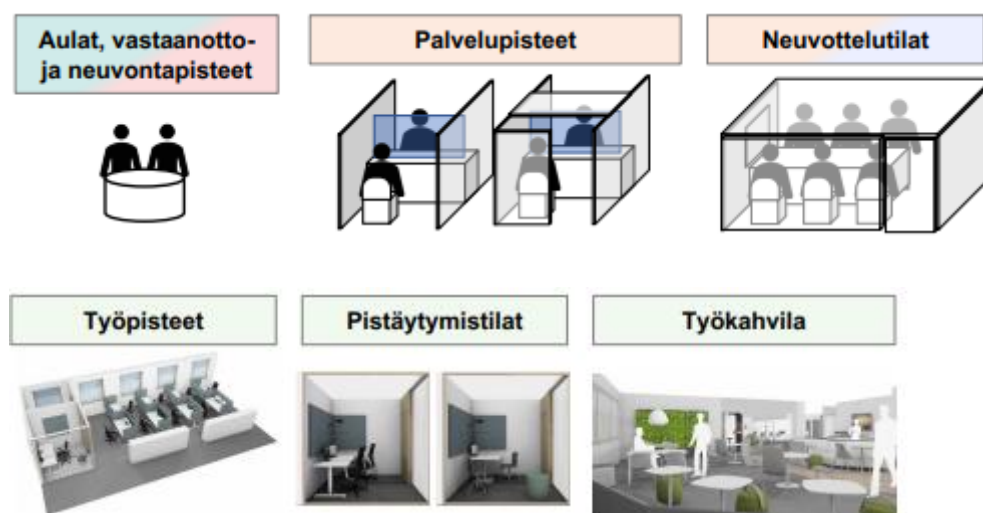 Aulat, vastaanotto-
ja neuvontapisteet
Palvelupisteet
Neuvottelutilat
Työpisteet
Pistäytymistilat
Työkahvila